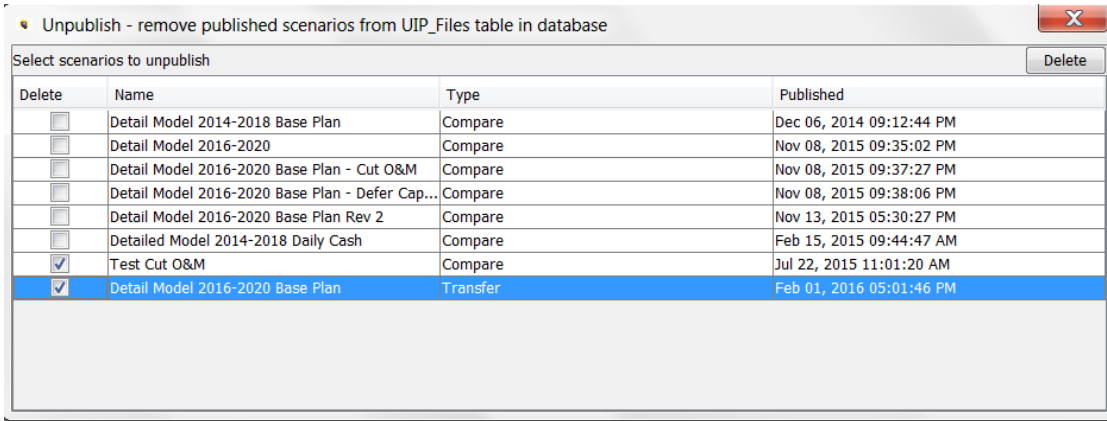 Unpublish - remove published scenarios from UIP_Files table in database
Select scenarios to unpublish Delete
Delete Name Type Published
Detail Model 2014-2018 Base Plan Compare Dec 06, 2014 09:12:44 PM
Detail Model 2016-2020 Compare Nov 08, 2015 09:35:02 PM
Detail Model 2016-2020 Base Plan - Cut O&M Compare Nov 08, 2015 09:37:27 PM
Detail Model 2016-2020 Base Plan - Defer Cap... Compare Nov 08, 2015 09:38:06 PM
Detail Model 2016-2020 Base Plan Rev 2 Compare Nov 13, 2015 05:30:27 PM
Detailed Model 2014-2018 Daily Cash Compare Feb 15, 2015 09:44:47 AM
Test Cut O&M Compare Jul 22, 2015 11:01:20 AM
Detail Model 2016-2020 Base Plan Transfer Feb 01, 2016 05:01:46 PM